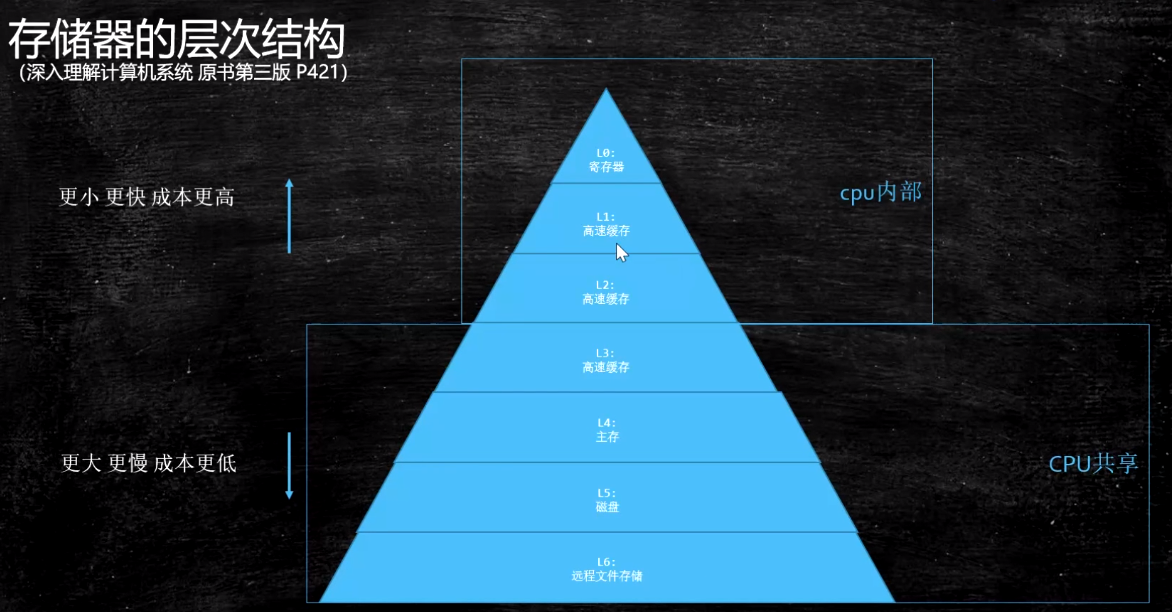 存储器的层次结构
（深入理解计算机系统 原书第三版 P421）
更小 更快 成本更高
cpu内部
L0:
寄存器
L1:
高速缓存
L2:
高速缓存
L3:
高速缓存
L4:
主存
更大 更慢 成本更低
CPU共享
L5:
磁盘
L6:
远程文件存储